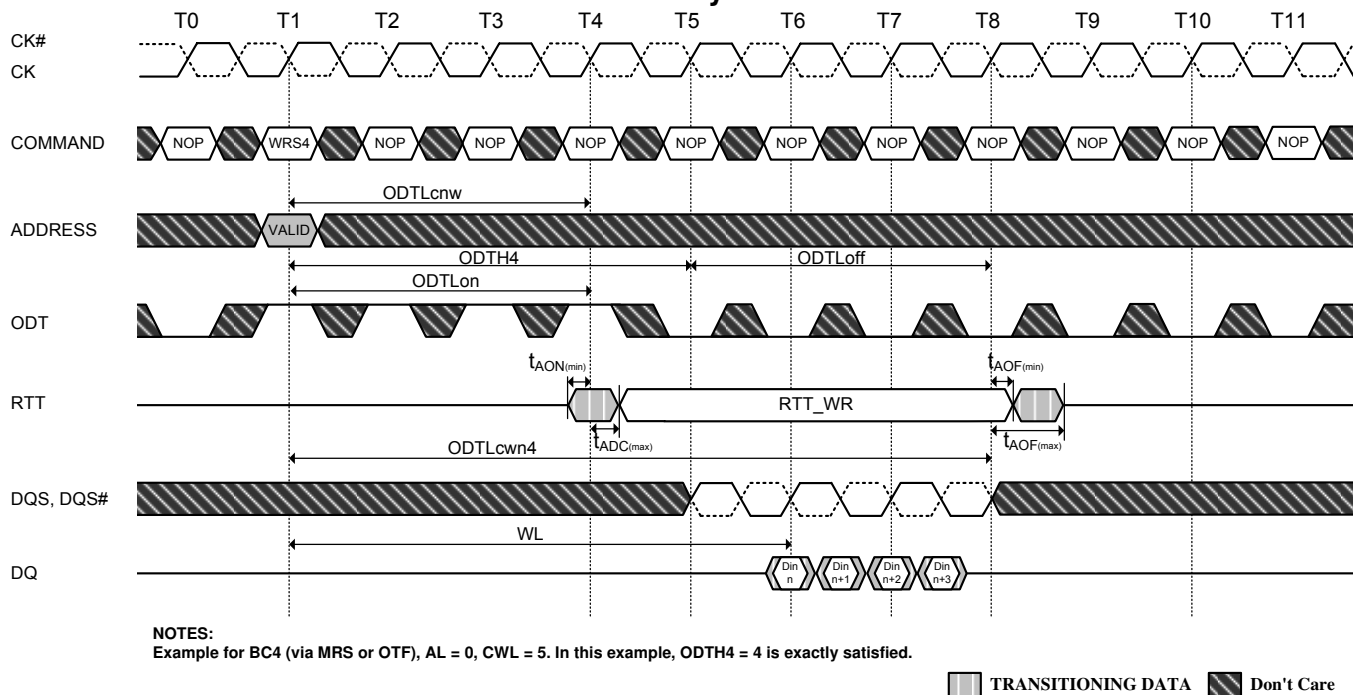 T0 T1 T2 T3 T4 T5 T6 T7 T8 T9 T10 T11
CK#
CK
COMMAND NOP WRS4 NOP NOP NOP NOP NOP NOP NOP NOP NOP NOP
ODTLcnw
ADDRESS VALID
ODTH4 ODTLoff
ODTLon
ODT
tAON(min) tAOF(min)
RTT RTT_WR
tADC(max) tAOF(max)
ODTLcwn4
DQS, DQS#
WL
DQ Din n Din n+1 Din n+2 Din n+3
NOTES:
Example for BC4 (via MRS or OTF), AL = 0, CWL = 5. In this example, ODTH4 = 4 is exactly satisfied.
TRANSITIONING DATA Don't Care